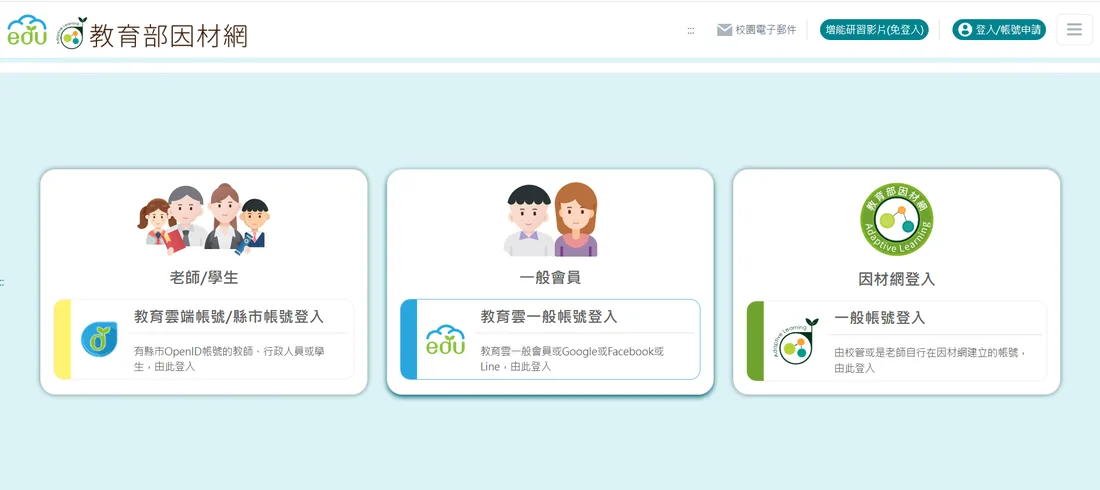 edu
Adaptive Learning
教育部因材網
:::
校園電子郵件
增能研習影片(免登入)
登入/帳號申請
::
老師/學生
教育雲端帳號/縣市帳號登入
有縣市OpenID帳號的教師、行政人員或學
生，由此登入
一般會員
教育雲一般帳號登入
edu
教育雲一般會員或Google或Facebook或
Line，由此登入
教育部因材網
Adaptive Learning
因材網登入
一般帳號登入
Adaptive Learning
由校管或是老師自行在因材網建立的帳號，
由此登入